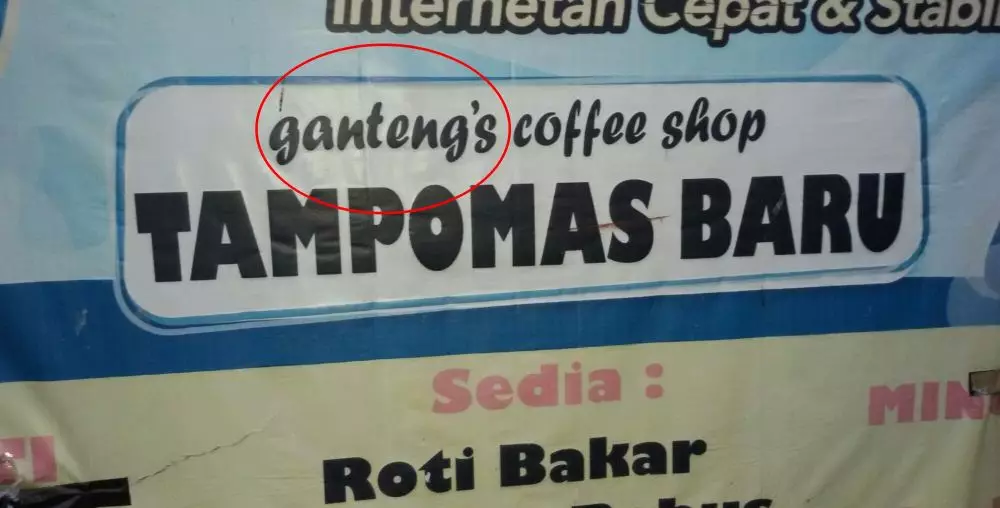 Internetan Cepat & Stabil
ganteng's coffee shop
TAMPOMAS BARU
Sedia :
Roti Bakar